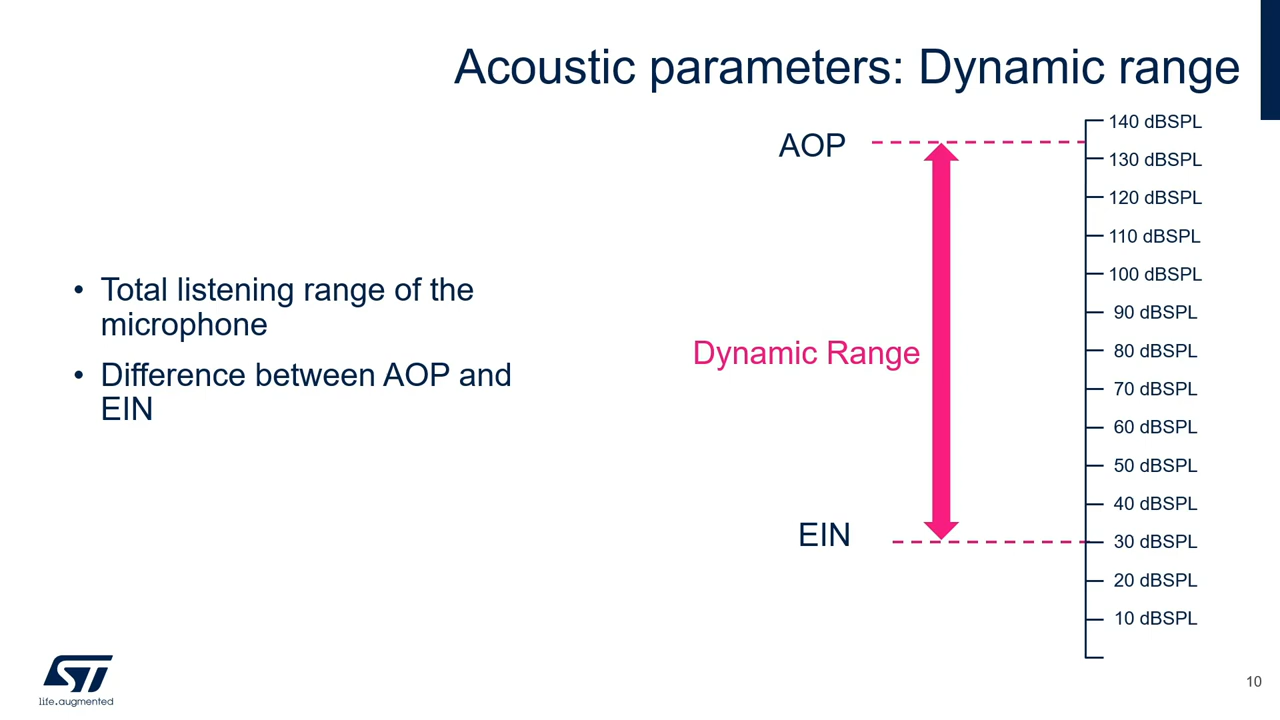 Acoustic parameters: Dynamic range
• Total listening range of the
microphone
• Difference between AOP and
EIN
AOP
Dynamic Range
EIN
140 dBSPL
130 dBSPL
120 dBSPL
110 dBSPL
100 dBSPL
90 dBSPL
80 dBSPL
70 dBSPL
60 dBSPL
50 dBSPL
40 dBSPL
30 dBSPL
20 dBSPL
10 dBSPL
ST
life.augmented
10